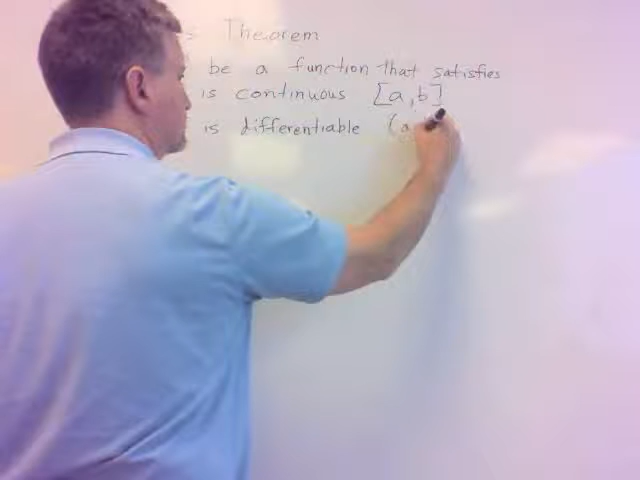 Theorem
be a function that satisfies
is continuous [a,b]
is differentiable (a